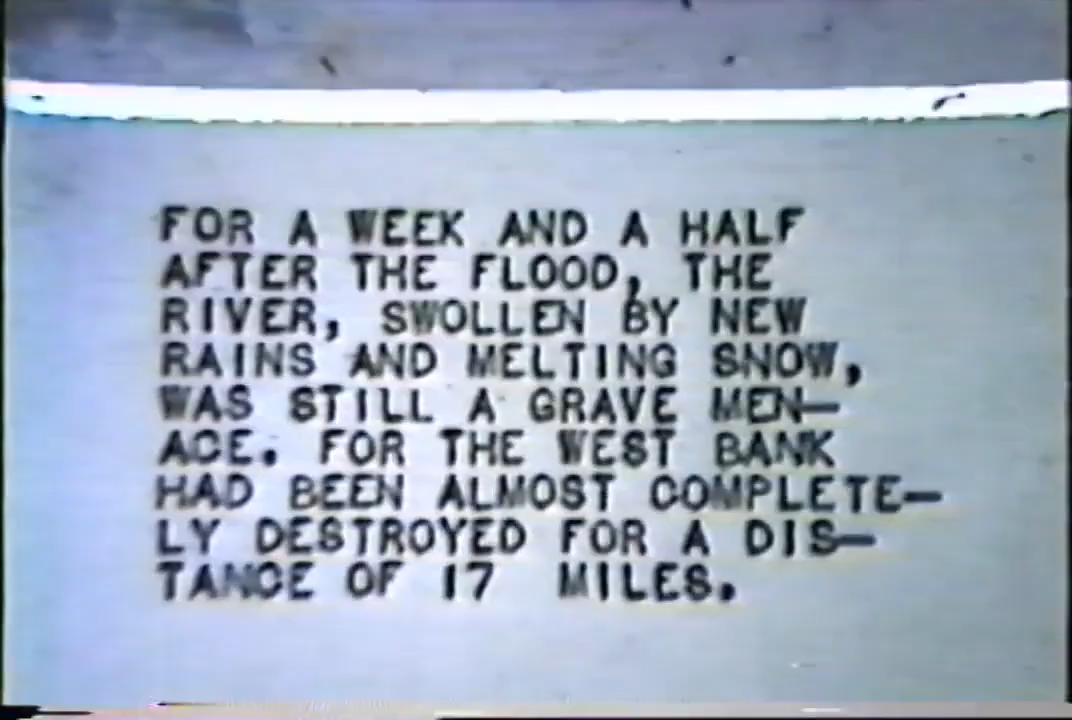 FOR A WEEK AND A HALF
AFTER THE FLOOD, THE
RIVER, SWOLLEN BY NEW
RAINS AND MELTING SNOW,
WAS STILL A GRAVE MEN–
ACE. FOR THE WEST BANK
HAD BEEN ALMOST COMPLETE–
LY DESTROYED FOR A DIS–
TANCE OF 17 MILES.